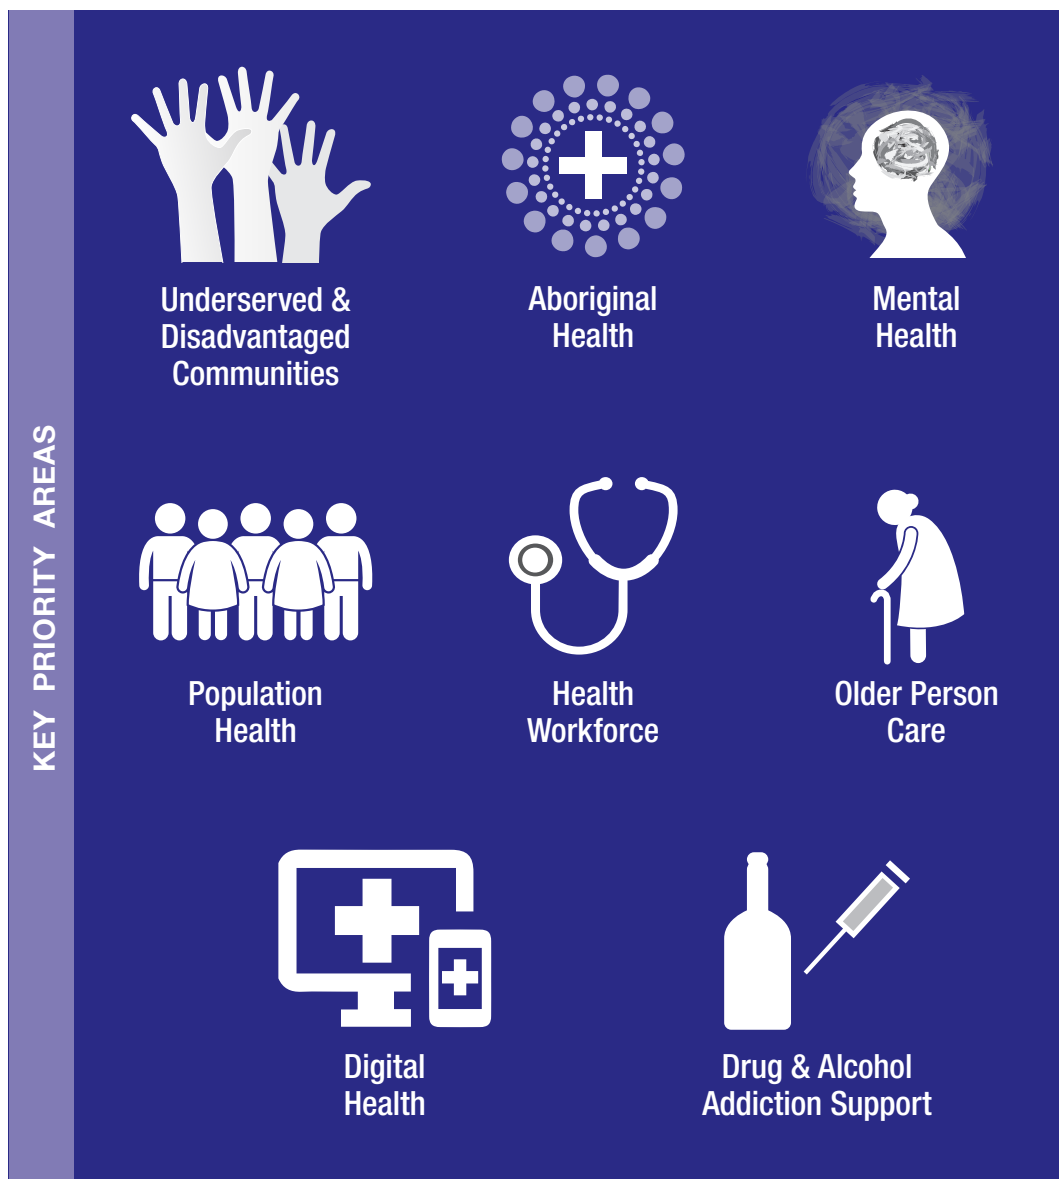 KEY PRIORITY AREAS
Underserved &
Disadvantaged
Communities
Aboriginal
Health
Mental
Health
Population
Health
Health
Workforce
Older Person
Care
Digital
Health
Drug & Alcohol
Addiction Support